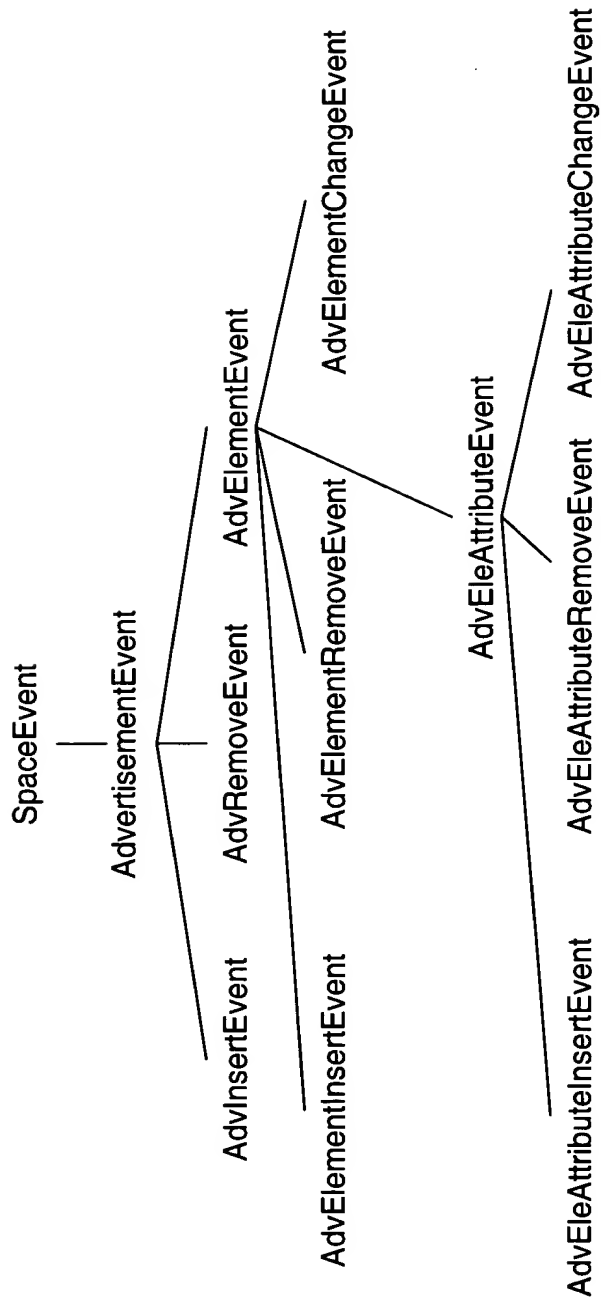 SpaceEvent
AdvertisementEvent
AdvInsertEvent
AdvRemoveEvent
AdvElementEvent
AdvElementInsertEvent
AdvElementRemoveEvent
AdvElementChangeEvent
AdvEleAttributeEvent
AdvEleAttributeInsertEvent
AdvEleAttributeRemoveEvent
AdvEleAttributeChangeEvent